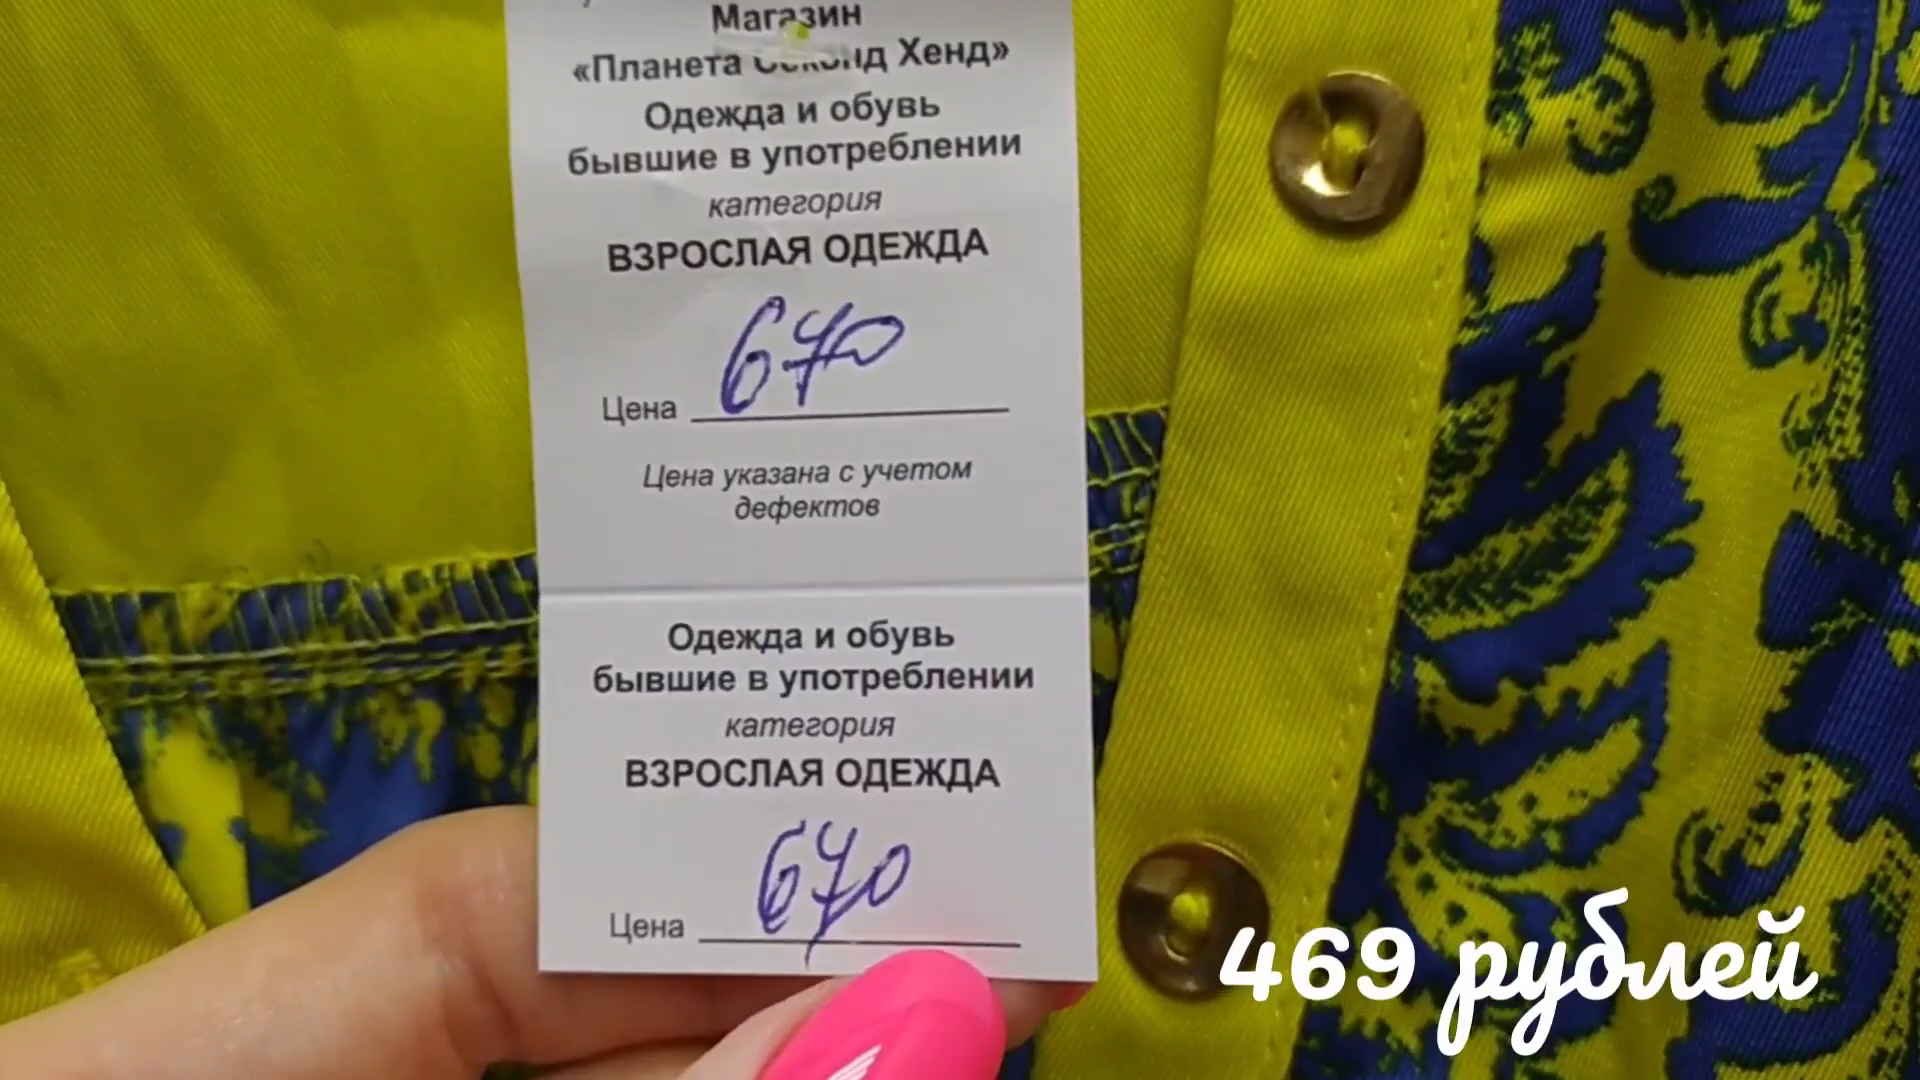 Магазин
«Планета Секонд Хенд»
Одежда и обувь
бывшие в употреблении
категория
ВЗРОСЛАЯ ОДЕЖДА
670
Цена
Цена указана с учетом
дефектов
Одежда и обувь
бывшие в употреблении
категория
ВЗРОСЛАЯ ОДЕЖДА
670
Цена
469 рублей